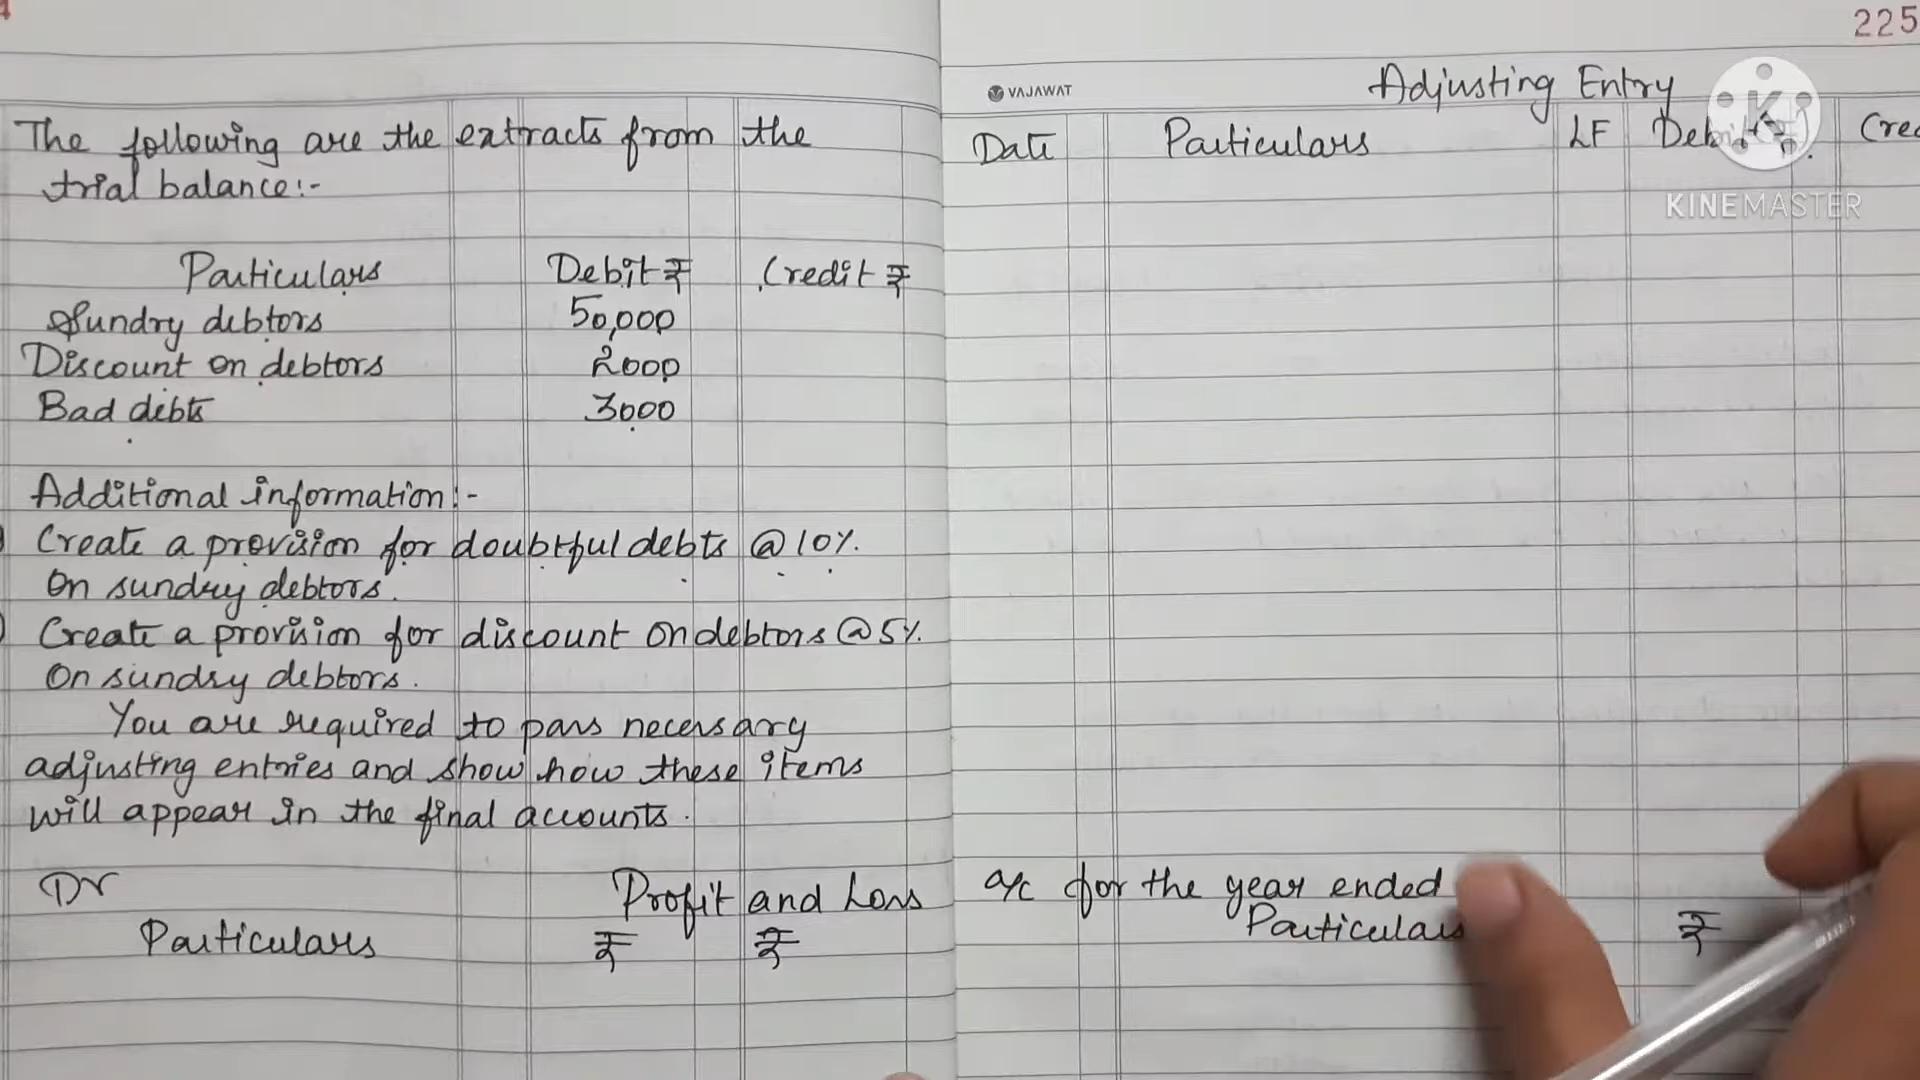 225
The following are the extracts from the
trial balance:-
Particulars Debit ₹ Credit ₹
Sundry debtors 50,000
Discount on debtors 2000
Bad debts 3000
Additional information:-
Create a provision for doubtful debts @ 10%.
On sundry debtors.
Create a provision for discount on debtors @ 5%.
On sundry debtors.
You are required to pass necessary
adjusting entries and show how these items
will appear in the final accounts.
Dr Profit and Loss a/c for the year ended
Particulars ₹ ₹ Particulars ₹
VAJAWAT
Adjusting Entry
Date Particulars LF
KINEMASTER